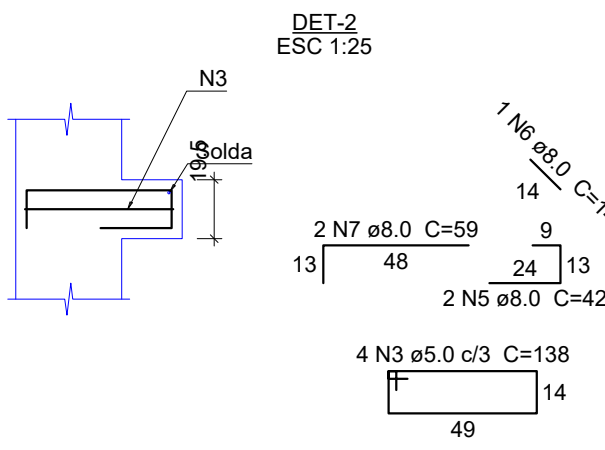 DET-2
ESC 1:25
N3
Solda
19.5
1 N6 ø8.0
14
2 N7 ø8.0 C=59
13
48
9
24
13
2 N5 ø8.0 C=42
4 N3 ø5.0 c/3 C=138
14
49